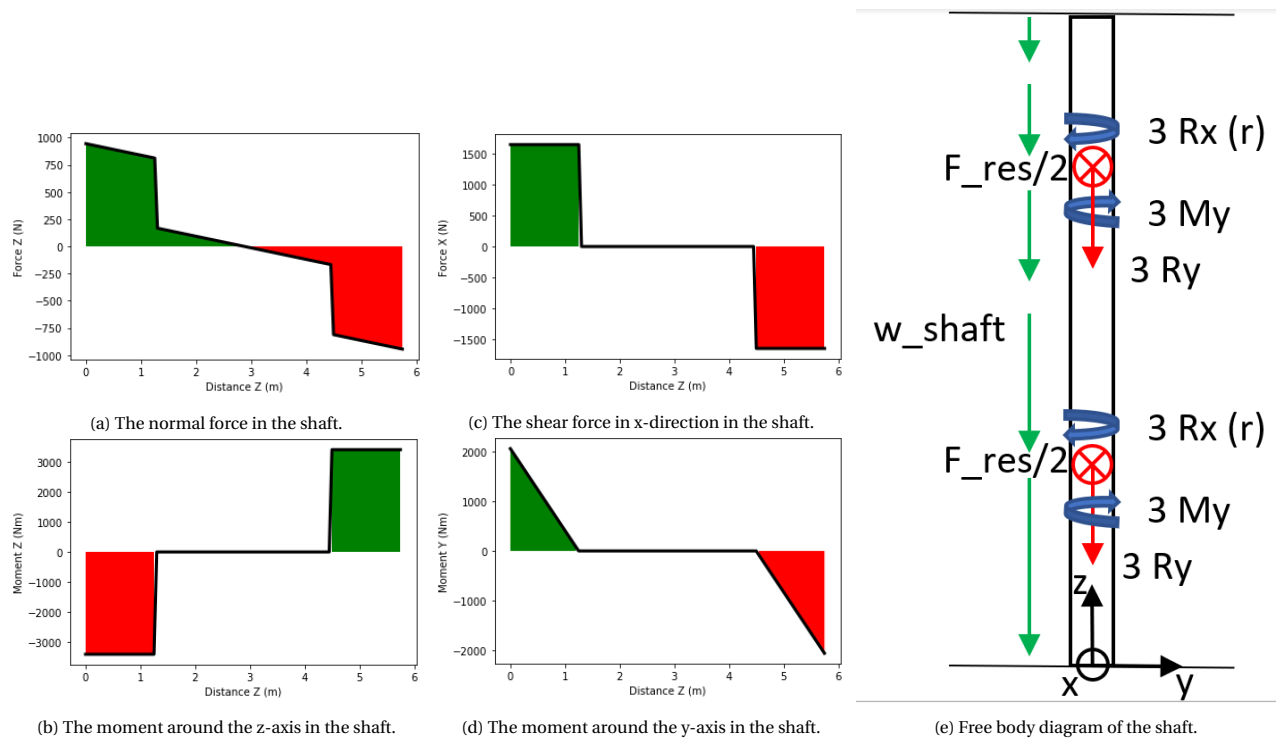 1000
750
500
250
0
−250
−500
−750
−1000
Force Z (N)
0 1 2 3 4 5 6
Distance Z (m)
(a) The normal force in the shaft.
1500
1000
500
0
−500
−1000
−1500
Force X (N)
0 1 2 3 4 5 6
Distance Z (m)
(c) The shear force in x-direction in the shaft.
3000
2000
1000
0
−1000
−2000
−3000
Moment Z (Nm)
0 1 2 3 4 5 6
Distance Z (m)
(b) The moment around the z-axis in the shaft.
2000
1000
0
−1000
−2000
Moment Y (Nm)
0 1 2 3 4 5 6
Distance Z (m)
(d) The moment around the y-axis in the shaft.
3 Rx (r)
F_res/2
3 My
3 Ry
w_shaft
3 Rx (r)
F_res/2
3 My
3 Ry
z
x
y
(e) Free body diagram of the shaft.